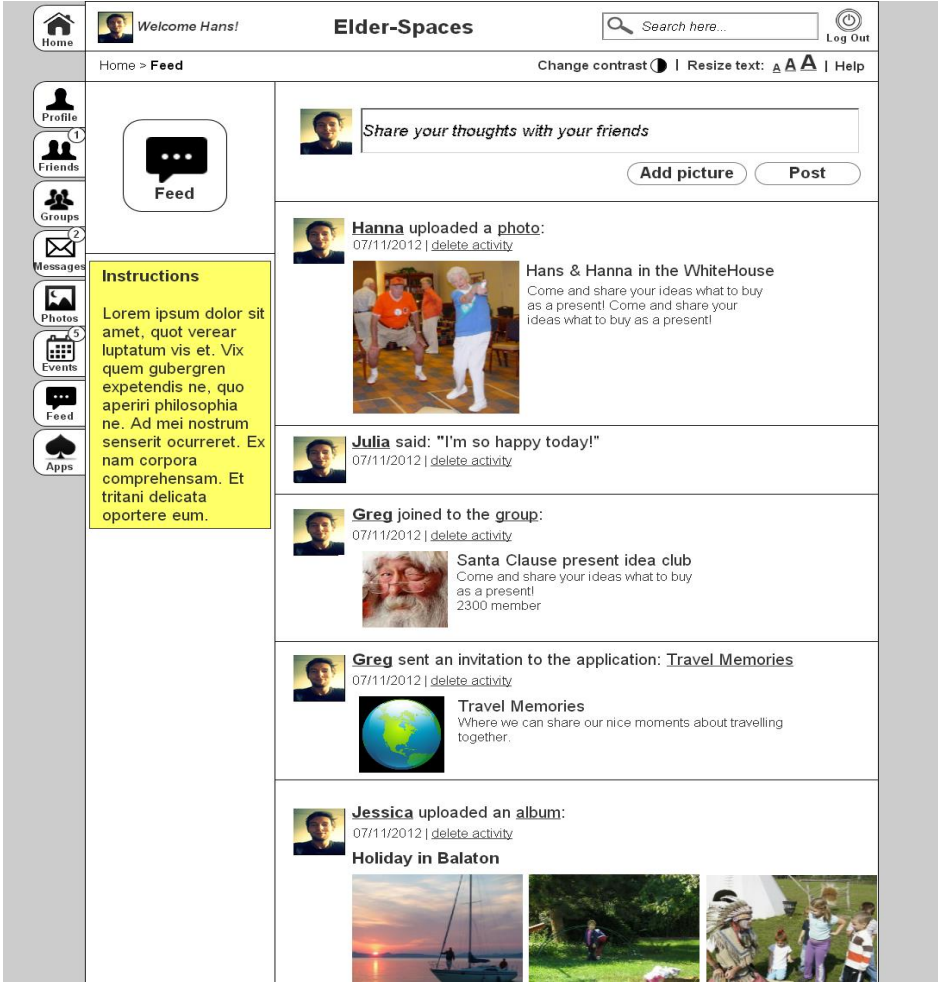 Home
Welcome Hans!
Elder-Spaces
Search here...
Log Out
Home > Feed
Change contrast | Resize text: A A A | Help
Profile
1
Friends
Groups
2
Messages
Photos
5
Events
Feed
Apps
Feed
Instructions
Lorem ipsum dolor sit
amet, quot verear
luptatum vis et. Vix
quem gubergren
expetendis ne, quo
aperiri philosophia
ne. Ad mei nostrum
senserit ocurreret. Ex
nam corpora
comprehensam. Et
tritani delicata
oportere eum.
Share your thoughts with your friends
Add picture
Post
Hanna uploaded a photo:
07/11/2012 | delete activity
Hans & Hanna in the WhiteHouse
Come and share your ideas what to buy
as a present! Come and share your
ideas what to buy as a present!
Julia said: "I'm so happy today!"
07/11/2012 | delete activity
Greg joined to the group:
07/11/2012 | delete activity
Santa Clause present idea club
Come and share your ideas what to buy
as a present!
2300 member
Greg sent an invitation to the application: Travel Memories
07/11/2012 | delete activity
Travel Memories
Where we can share our nice moments about travelling
together.
Jessica uploaded an album:
07/11/2012 | delete activity
Holiday in Balaton